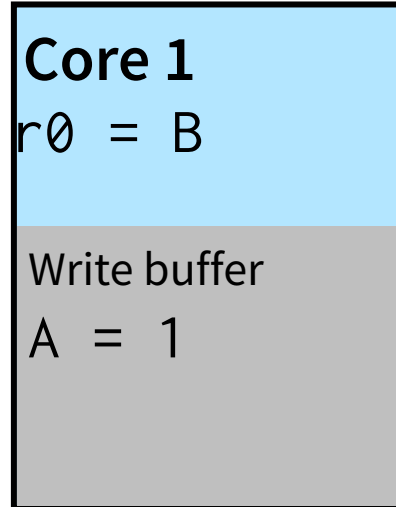 Core 1
r0 = B
Write buffer
A = 1